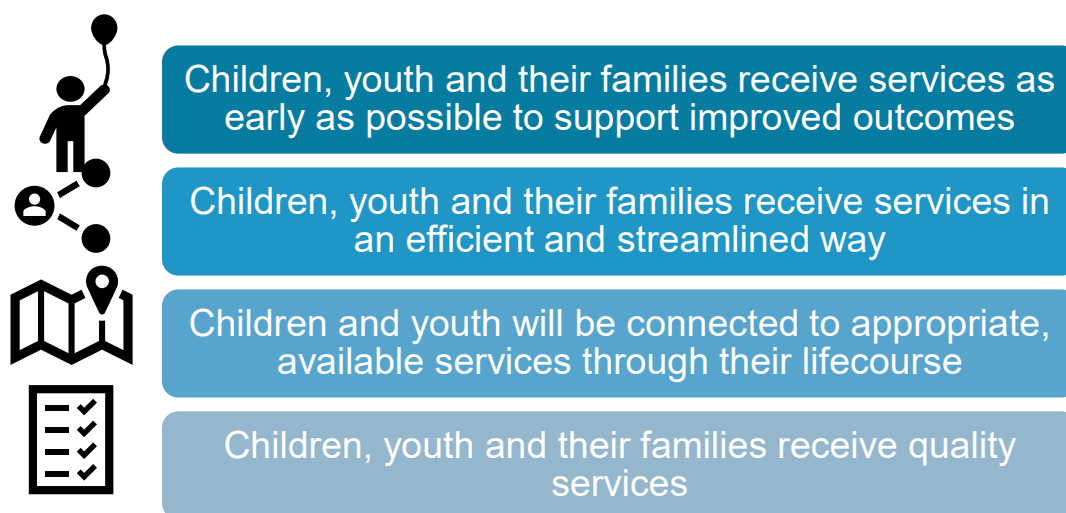 Children, youth and their families receive services as
early as possible to support improved outcomes
Children, youth and their families receive services in
an efficient and streamlined way
Children and youth will be connected to appropriate,
available services through their lifecourse
Children, youth and their families receive quality
services